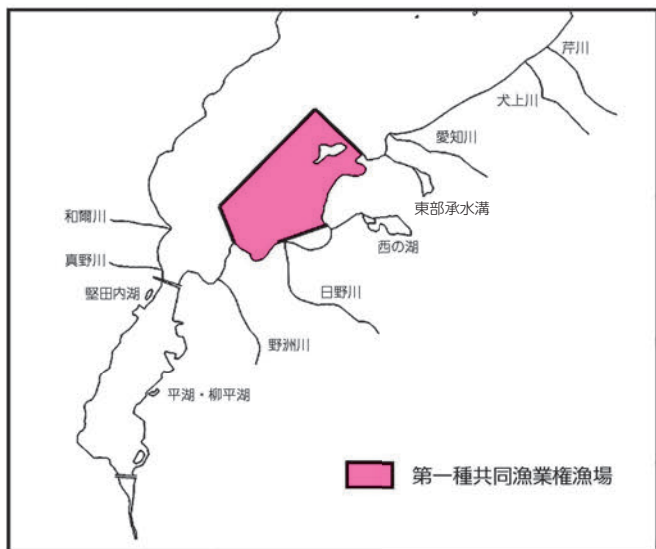 芹川
犬上川
愛知川
東部承水溝
和爾川
西の湖
真野川
堅田内湖
日野川
野洲川
平湖・柳平湖
第一種共同漁業権漁場